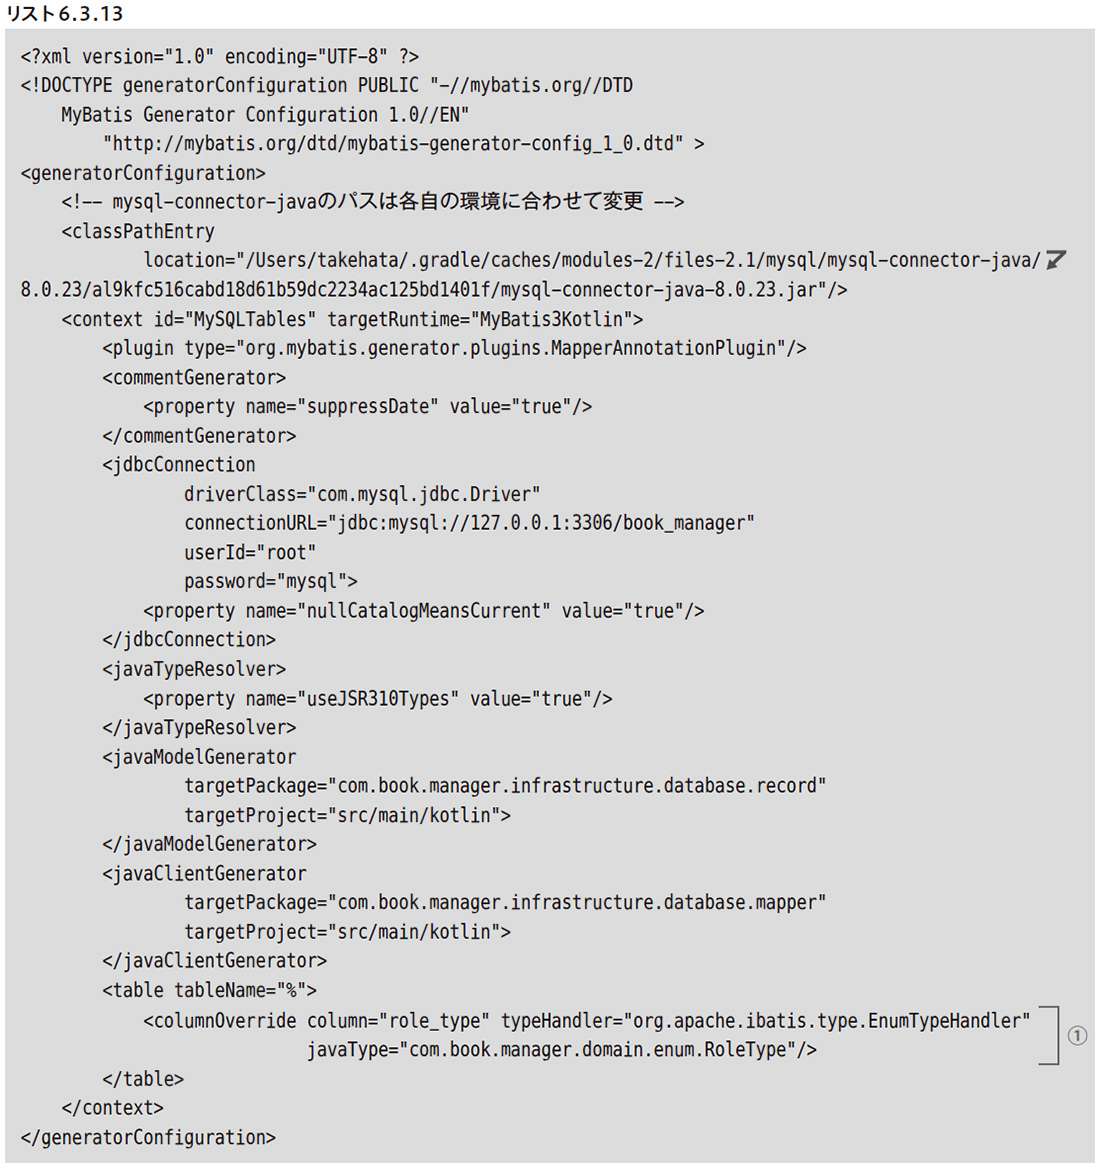 リスト6.3.13
<?xml version="1.0" encoding="UTF-8" ?>
<!DOCTYPE generatorConfiguration PUBLIC "-//mybatis.org//DTD
    MyBatis Generator Configuration 1.0//EN"
        "http://mybatis.org/dtd/mybatis-generator-config_1_0.dtd" >
<generatorConfiguration>
    <!-- mysql-connector-javaのパスは各自の環境に合わせて変更 -->
    <classPathEntry
            location="/Users/takehata/.gradle/caches/modules-2/files-2.1/mysql/mysql-connector-java/
8.0.23/al9kfc516cabd18d61b59dc2234ac125bd1401f/mysql-connector-java-8.0.23.jar"/>
    <context id="MySQLTables" targetRuntime="MyBatis3Kotlin">
        <plugin type="org.mybatis.generator.plugins.MapperAnnotationPlugin"/>
        <commentGenerator>
            <property name="suppressDate" value="true"/>
        </commentGenerator>
        <jdbcConnection
                driverClass="com.mysql.jdbc.Driver"
                connectionURL="jdbc:mysql://127.0.0.1:3306/book_manager"
                userId="root"
                password="mysql">
            <property name="nullCatalogMeansCurrent" value="true"/>
        </jdbcConnection>
        <javaTypeResolver>
            <property name="useJSR310Types" value="true"/>
        </javaTypeResolver>
        <javaModelGenerator
                targetPackage="com.book.manager.infrastructure.database.record"
                targetProject="src/main/kotlin">
        </javaModelGenerator>
        <javaClientGenerator
                targetPackage="com.book.manager.infrastructure.database.mapper"
                targetProject="src/main/kotlin">
        </javaClientGenerator>
        <table tableName="%">
            <columnOverride column="role_type" typeHandler="org.apache.ibatis.type.EnumTypeHandler"
                            javaType="com.book.manager.domain.enum.RoleType"/> ①
        </table>
    </context>
</generatorConfiguration>